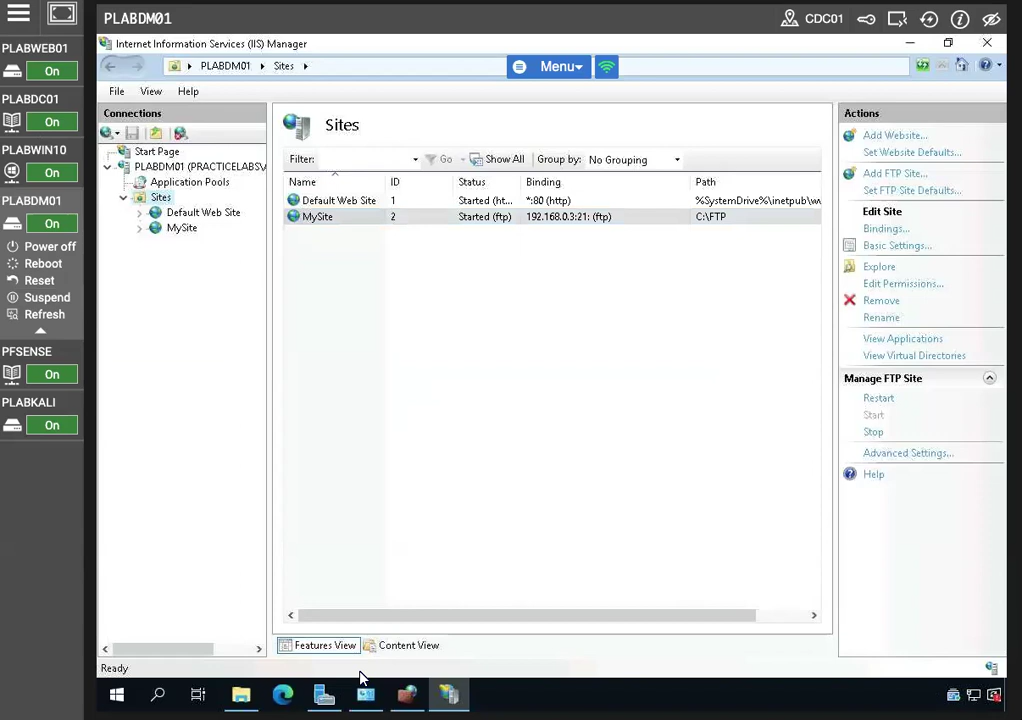 PLABDM01
CDC01
PLABWEB01
On
PLABDC01
On
PLABWIN10
On
PLABDM01
On
Power off
Reboot
Reset
Suspend
Refresh
PFSENSE
On
PLABKALI
On
Internet Information Services (IIS) Manager
PLABDM01
Sites
Menu
File View Help
Connections
Start Page
PLABDM01 (PRACTICELABS\
Application Pools
Sites
Default Web Site
MySite
Sites
Filter:
Go
Show All
Group by: No Grouping
Name ID Status Binding Path
Default Web Site 1 Started (ht... *:80 (http) %SystemDrive%\inetpub\w
MySite 2 Started (ftp) 192.168.0.3:21: (ftp) C:\FTP
Features View
Content View
Actions
Add Website...
Set Website Defaults...
Add FTP Site...
Set FTP Site Defaults...
Edit Site
Bindings...
Basic Settings...
Explore
Edit Permissions...
Remove
Rename
View Applications
View Virtual Directories
Manage FTP Site
Restart
Start
Stop
Advanced Settings...
Help
Ready